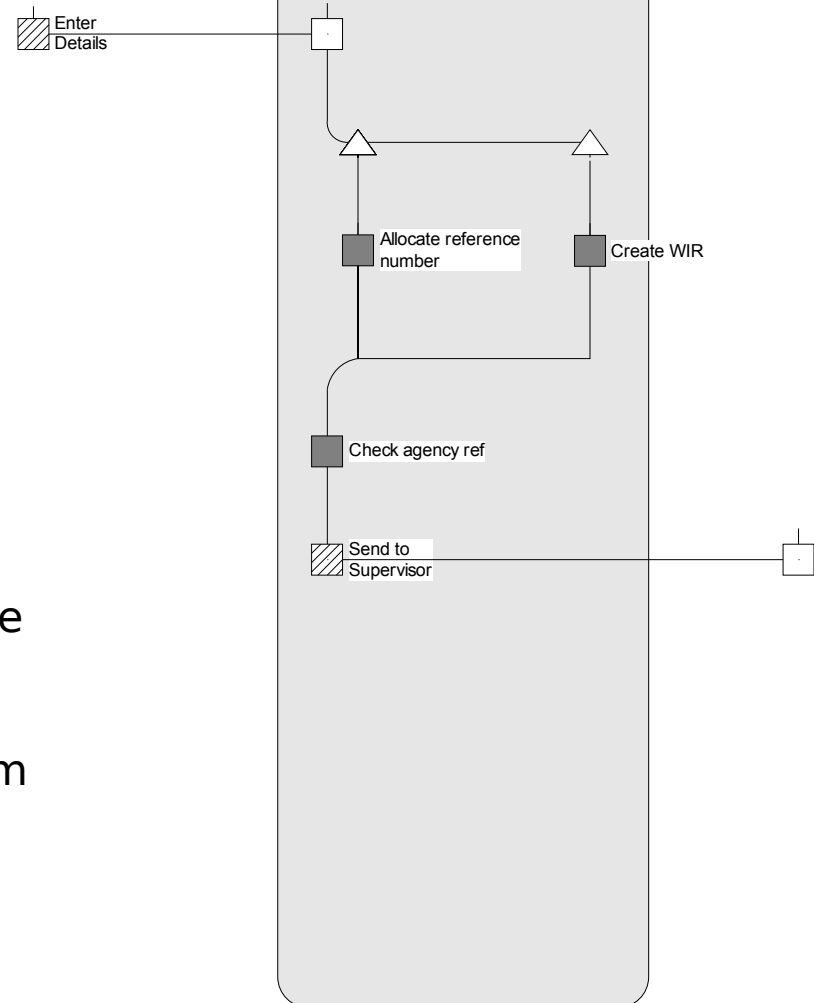 Enter
Details
Allocate reference
number
Create WIR
Check agency ref
Send to
Supervisor
e
m